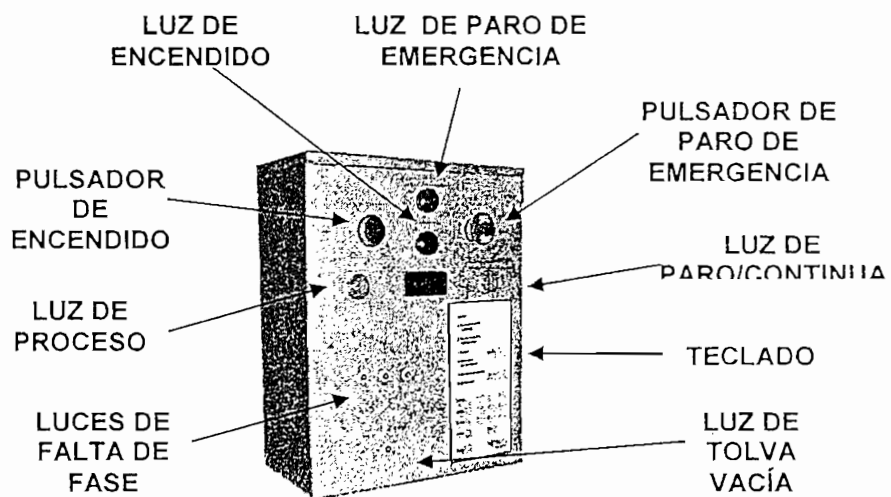 LUZ DE
ENCENDIDO
LUZ DE PARO DE
EMERGENCIA
PULSADOR DE
PARO DE
EMERGENCIA
PULSADOR
DE
ENCENDIDO
LUZ DE
PARO/CONTINUA
LUZ DE
PROCESO
TECLADO
LUCES DE
FALTA DE
FASE
LUZ DE
TOLVA
VACÍA